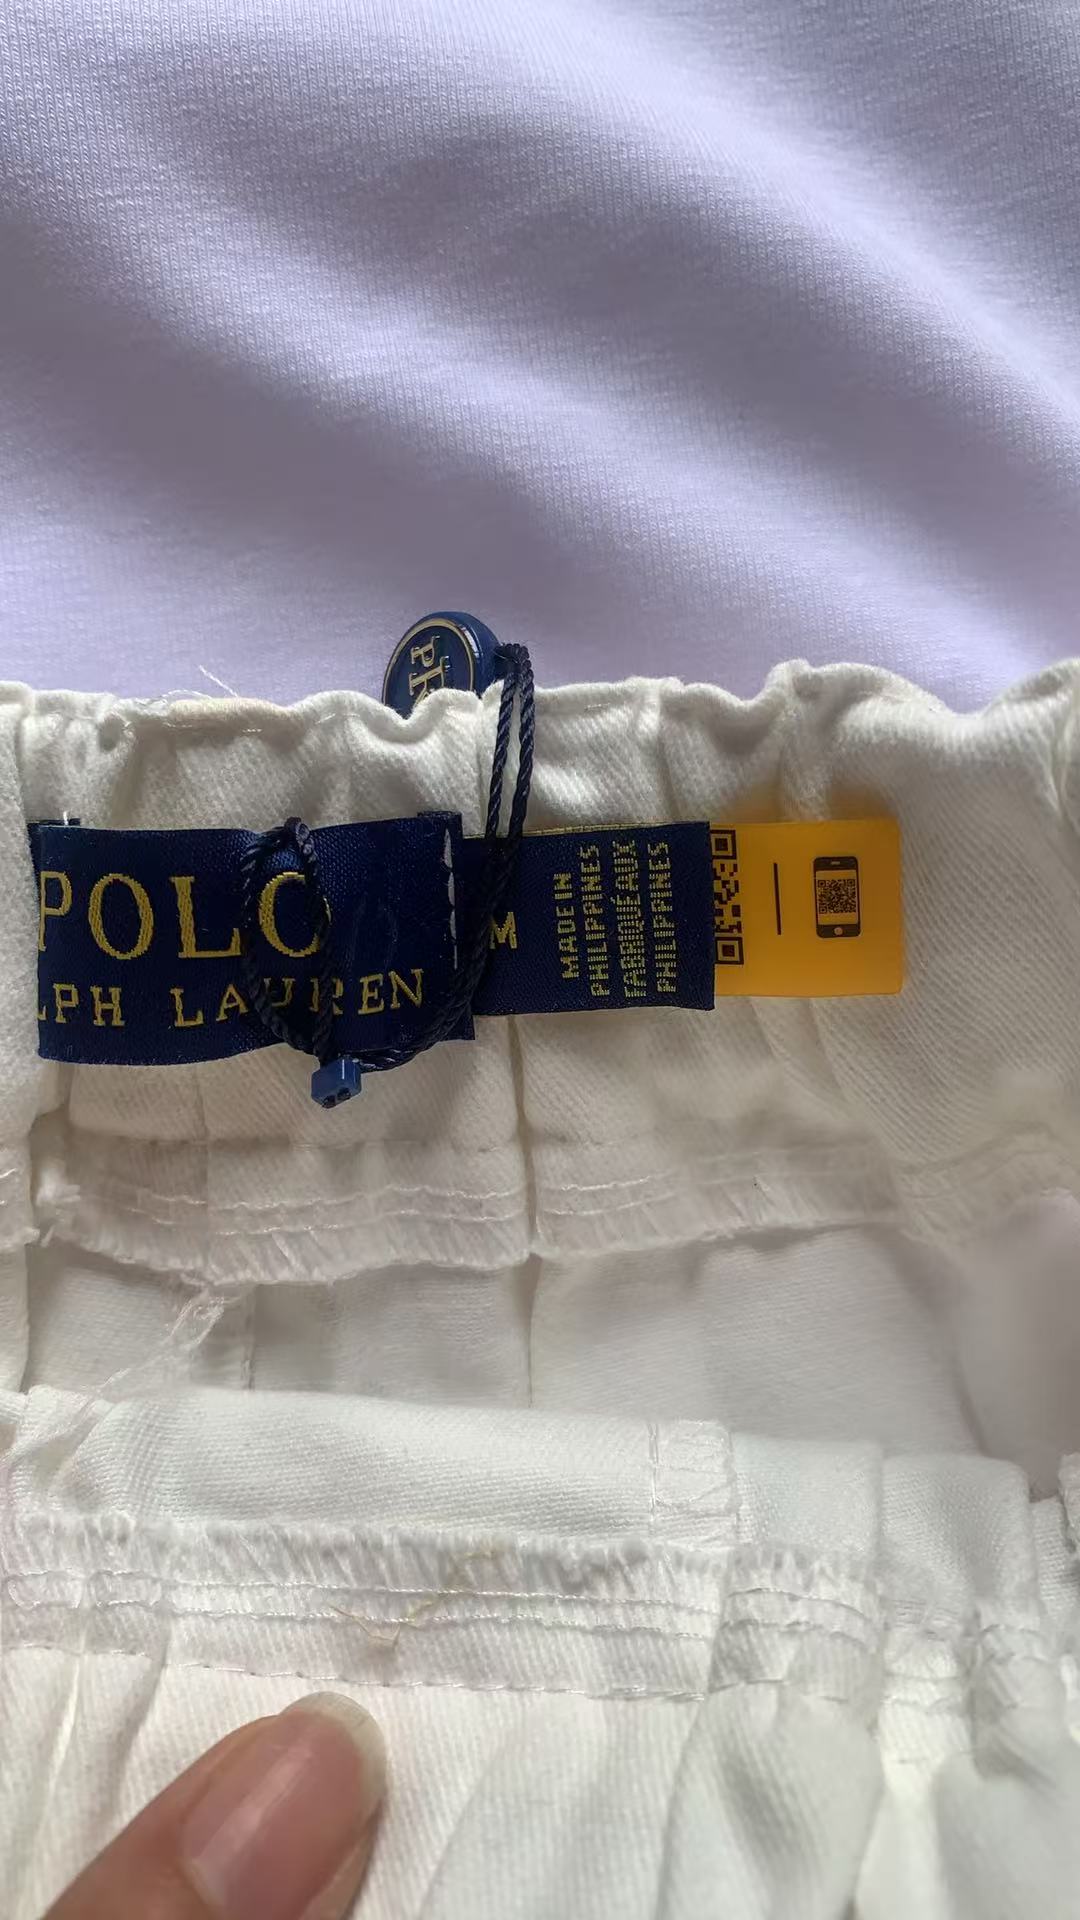 POLO
LPH LAUREN
M
MADE IN
PHILIPPINES
FABRIQUÉ AUX
PHILIPPINES